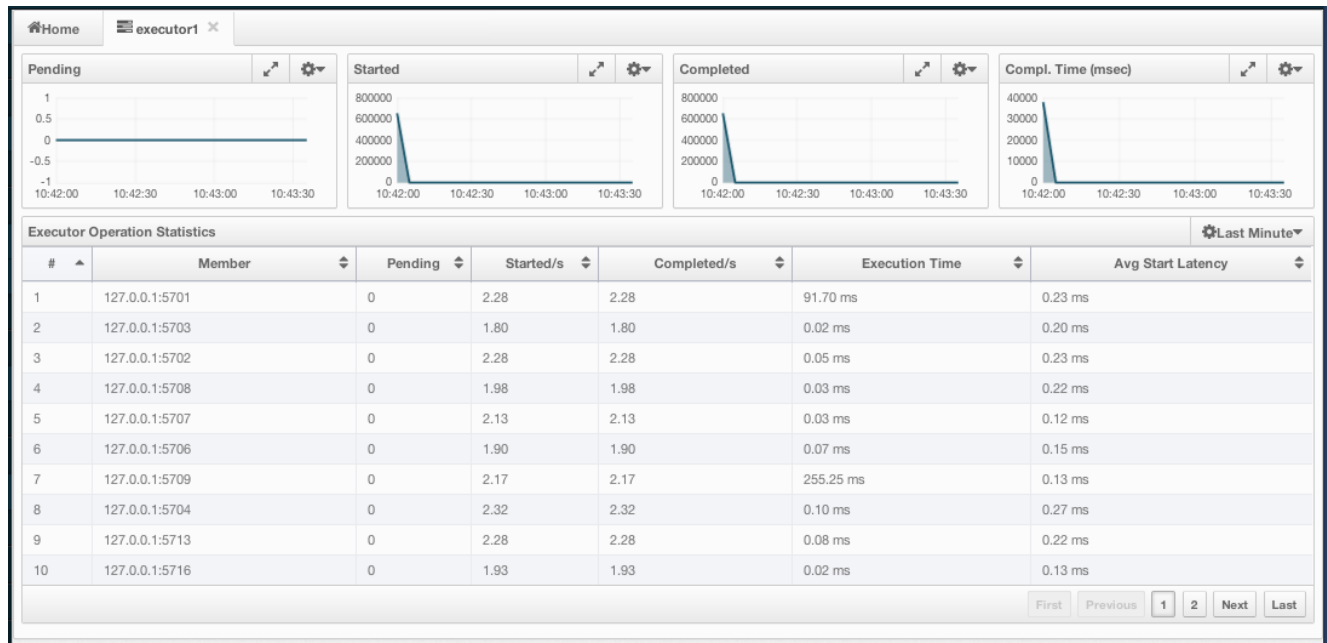 Home executor1
Pending Started Completed Compl. Time (msec)
1
0.5
0
-0.5
-1
10:42:00 10:42:30 10:43:00 10:43:30
800000
600000
400000
200000
0
10:42:00 10:42:30 10:43:00 10:43:30
800000
600000
400000
200000
0
10:42:00 10:42:30 10:43:00 10:43:30
40000
30000
20000
10000
0
10:42:00 10:42:30 10:43:00 10:43:30
Executor Operation Statistics Last Minute
# Member Pending Started/s Completed/s Execution Time Avg Start Latency
1 127.0.0.1:5701 0 2.28 2.28 91.70 ms 0.23 ms
2 127.0.0.1:5703 0 1.80 1.80 0.02 ms 0.20 ms
3 127.0.0.1:5702 0 2.28 2.28 0.05 ms 0.23 ms
4 127.0.0.1:5708 0 1.98 1.98 0.03 ms 0.22 ms
5 127.0.0.1:5707 0 2.13 2.13 0.03 ms 0.12 ms
6 127.0.0.1:5706 0 1.90 1.90 0.07 ms 0.15 ms
7 127.0.0.1:5709 0 2.17 2.17 255.25 ms 0.13 ms
8 127.0.0.1:5704 0 2.32 2.32 0.10 ms 0.27 ms
9 127.0.0.1:5713 0 2.28 2.28 0.08 ms 0.22 ms
10 127.0.0.1:5716 0 1.93 1.93 0.02 ms 0.13 ms
First Previous 1 2 Next Last